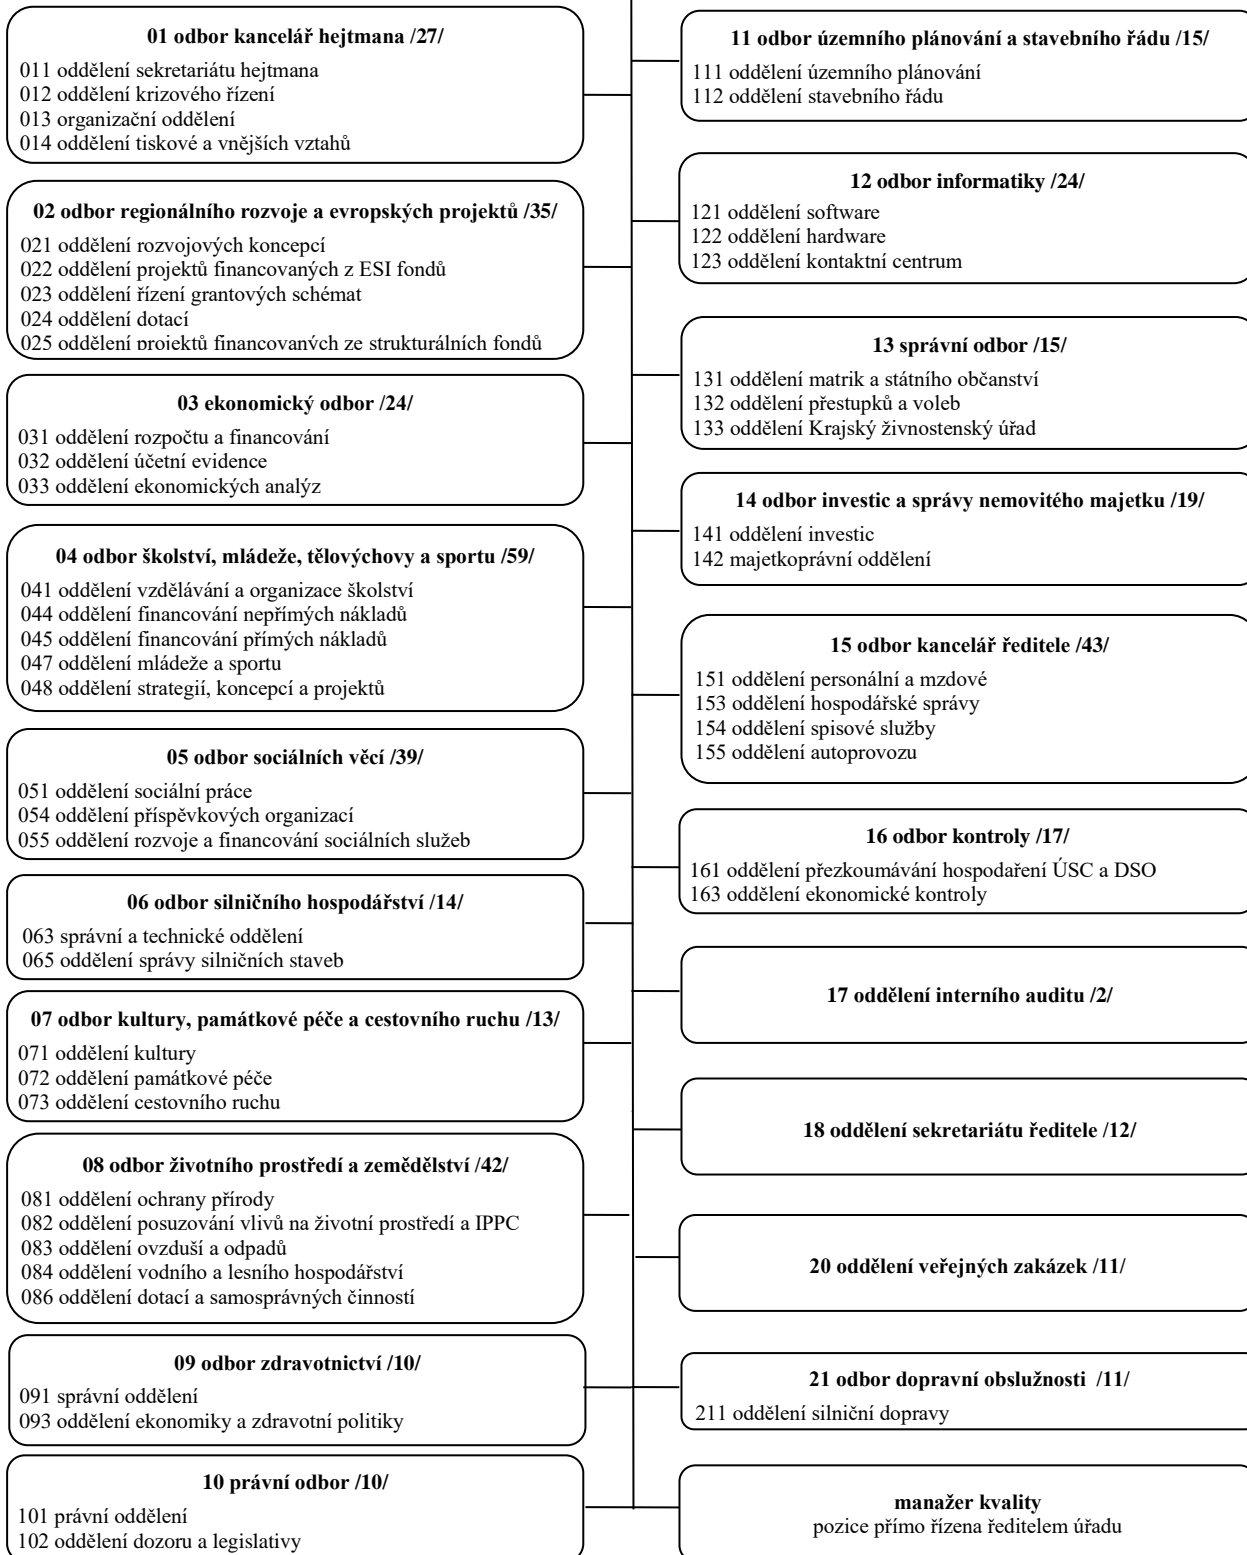 01 odbor kancelář hejtmana /27/
011 oddělení sekretariátu hejtmana
012 oddělení krizového řízení
013 organizační oddělení
014 oddělení tiskové a vnějších vztahů
02 odbor regionálního rozvoje a evropských projektů /35/
021 oddělení rozvojových koncepcí
022 oddělení projektů financovaných z ESI fondů
023 oddělení řízení grantových schémat
024 oddělení dotací
025 oddělení projektů financovaných ze strukturálních fondů
03 ekonomický odbor /24/
031 oddělení rozpočtu a financování
032 oddělení účetní evidence
033 oddělení ekonomických analýz
04 odbor školství, mládeže, tělovýchovy a sportu /59/
041 oddělení vzdělávání a organizace školství
044 oddělení financování nepřímých nákladů
045 oddělení financování přímých nákladů
047 oddělení mládeže a sportu
048 oddělení strategií, koncepcí a projektů
05 odbor sociálních věcí /39/
051 oddělení sociální práce
054 oddělení příspěvkových organizací
055 oddělení rozvoje a financování sociálních služeb
06 odbor silničního hospodářství /14/
063 správní a technické oddělení
065 oddělení správy silničních staveb
07 odbor kultury, památkové péče a cestovního ruchu /13/
071 oddělení kultury
072 oddělení památkové péče
073 oddělení cestovního ruchu
08 odbor životního prostředí a zemědělství /42/
081 oddělení ochrany přírody
082 oddělení posuzování vlivů na životní prostředí a IPPC
083 oddělení ovzduší a odpadů
084 oddělení vodního a lesního hospodářství
086 oddělení dotací a samosprávných činností
09 odbor zdravotnictví /10/
091 správní oddělení
093 oddělení ekonomiky a zdravotní politiky
10 právní odbor /10/
101 právní oddělení
102 oddělení dozoru a legislativy
11 odbor územního plánování a stavebního řádu /15/
111 oddělení územního plánování
112 oddělení stavebního řádu
12 odbor informatiky /24/
121 oddělení software
122 oddělení hardware
123 oddělení kontaktní centrum
13 správní odbor /15/
131 oddělení matrik a státního občanství
132 oddělení přestupků a voleb
133 oddělení Krajský živnostenský úřad
14 odbor investic a správy nemovitého majetku /19/
141 oddělení investic
142 majetkoprávní oddělení
15 odbor kancelář ředitele /43/
151 oddělení personální a mzdové
153 oddělení hospodářské správy
154 oddělení spisové služby
155 oddělení autoprovozu
16 odbor kontroly /17/
161 oddělení přezkoumávání hospodaření ÚSC a DSO
163 oddělení ekonomické kontroly
17 oddělení interního auditu /2/
18 oddělení sekretariátu ředitele /12/
20 oddělení veřejných zakázek /11/
21 odbor dopravní obslužnosti /11/
211 oddělení silniční dopravy
manažer kvality
pozice přímo řízena ředitelem úřadu